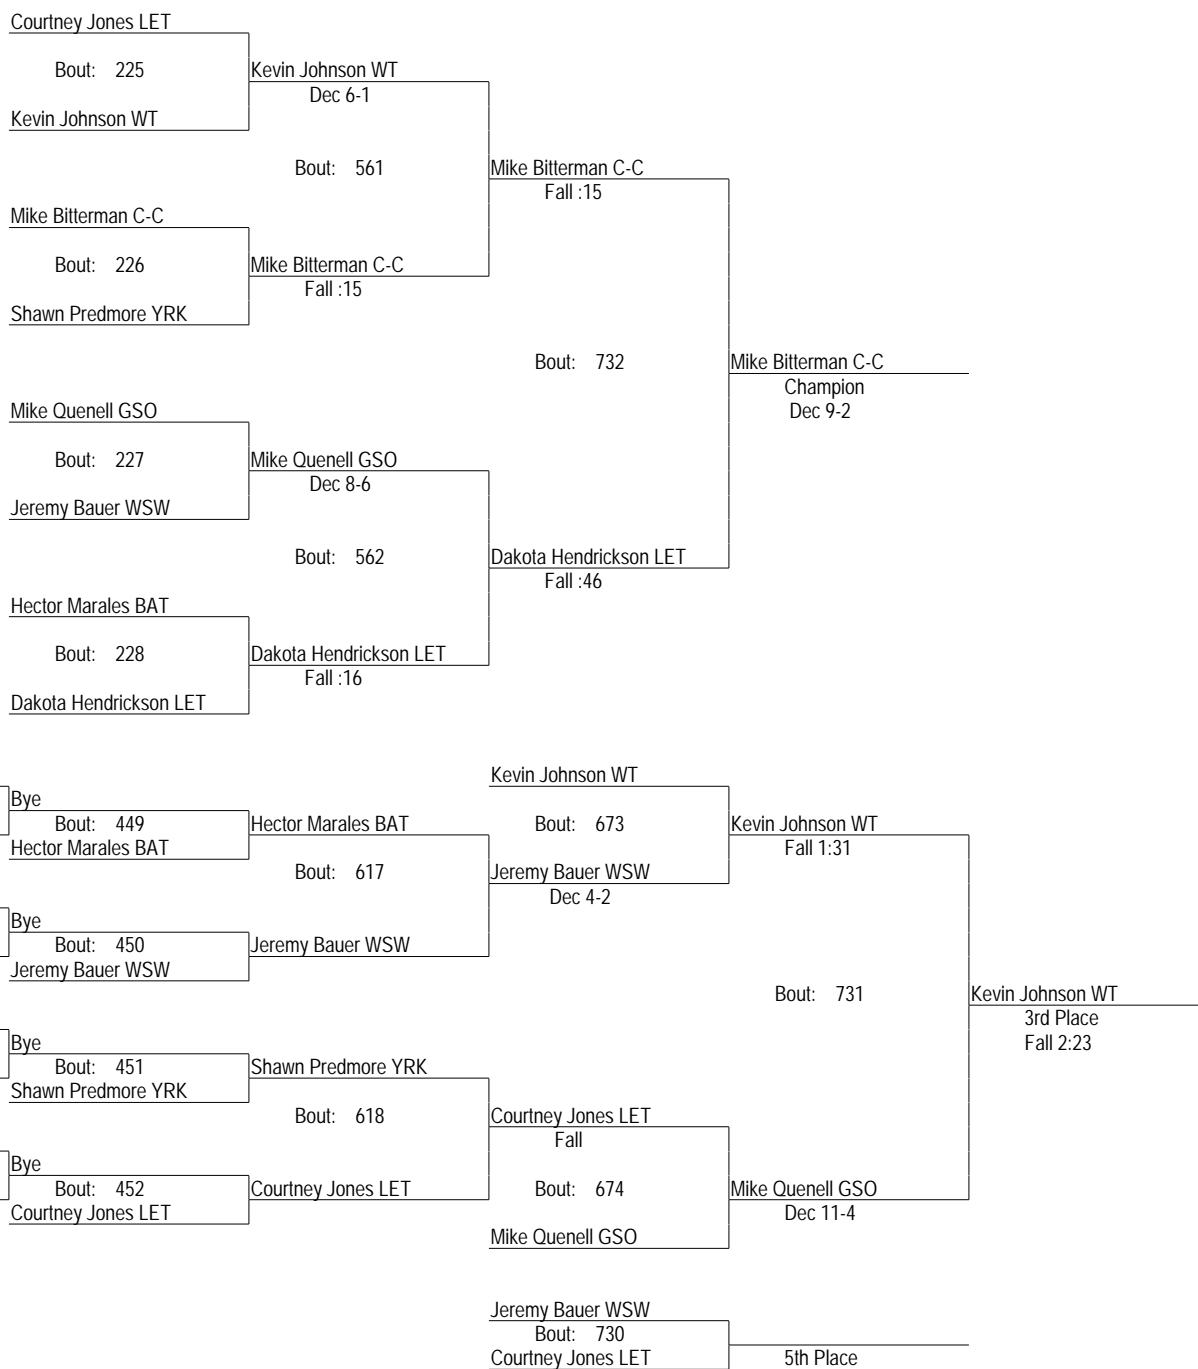 Courtney Jones LET
Bout: 225 Kevin Johnson WT
Dec 6-1
Kevin Johnson WT
Bout: 561 Mike Bitterman C-C
Fall :15
Mike Bitterman C-C
Bout: 226 Mike Bitterman C-C
Fall :15
Shawn Predmore YRK
Bout: 732 Mike Bitterman C-C
Champion
Mike Quenell GSO Dec 9-2
Bout: 227 Mike Quenell GSO
Dec 8-6
Jeremy Bauer WSW
Bout: 562 Dakota Hendrickson LET
Fall :46
Hector Marales BAT
Bout: 228 Dakota Hendrickson LET
Fall :16
Dakota Hendrickson LET
Kevin Johnson WT
Bye
Bout: 449 Hector Marales BAT Bout: 673 Kevin Johnson WT
Hector Marales BAT Fall 1:31
Bout: 617 Jeremy Bauer WSW
Dec 4-2
Bye
Bout: 450 Jeremy Bauer WSW
Jeremy Bauer WSW
Bout: 731 Kevin Johnson WT
3rd Place
Bye Fall 2:23
Bout: 451 Shawn Predmore YRK
Shawn Predmore YRK
Bout: 618 Courtney Jones LET
Fall
Bye
Bout: 452 Courtney Jones LET Bout: 674 Mike Quenell GSO
Courtney Jones LET Dec 11-4
Mike Quenell GSO
Jeremy Bauer WSW
Bout: 730
Courtney Jones LET 5th Place